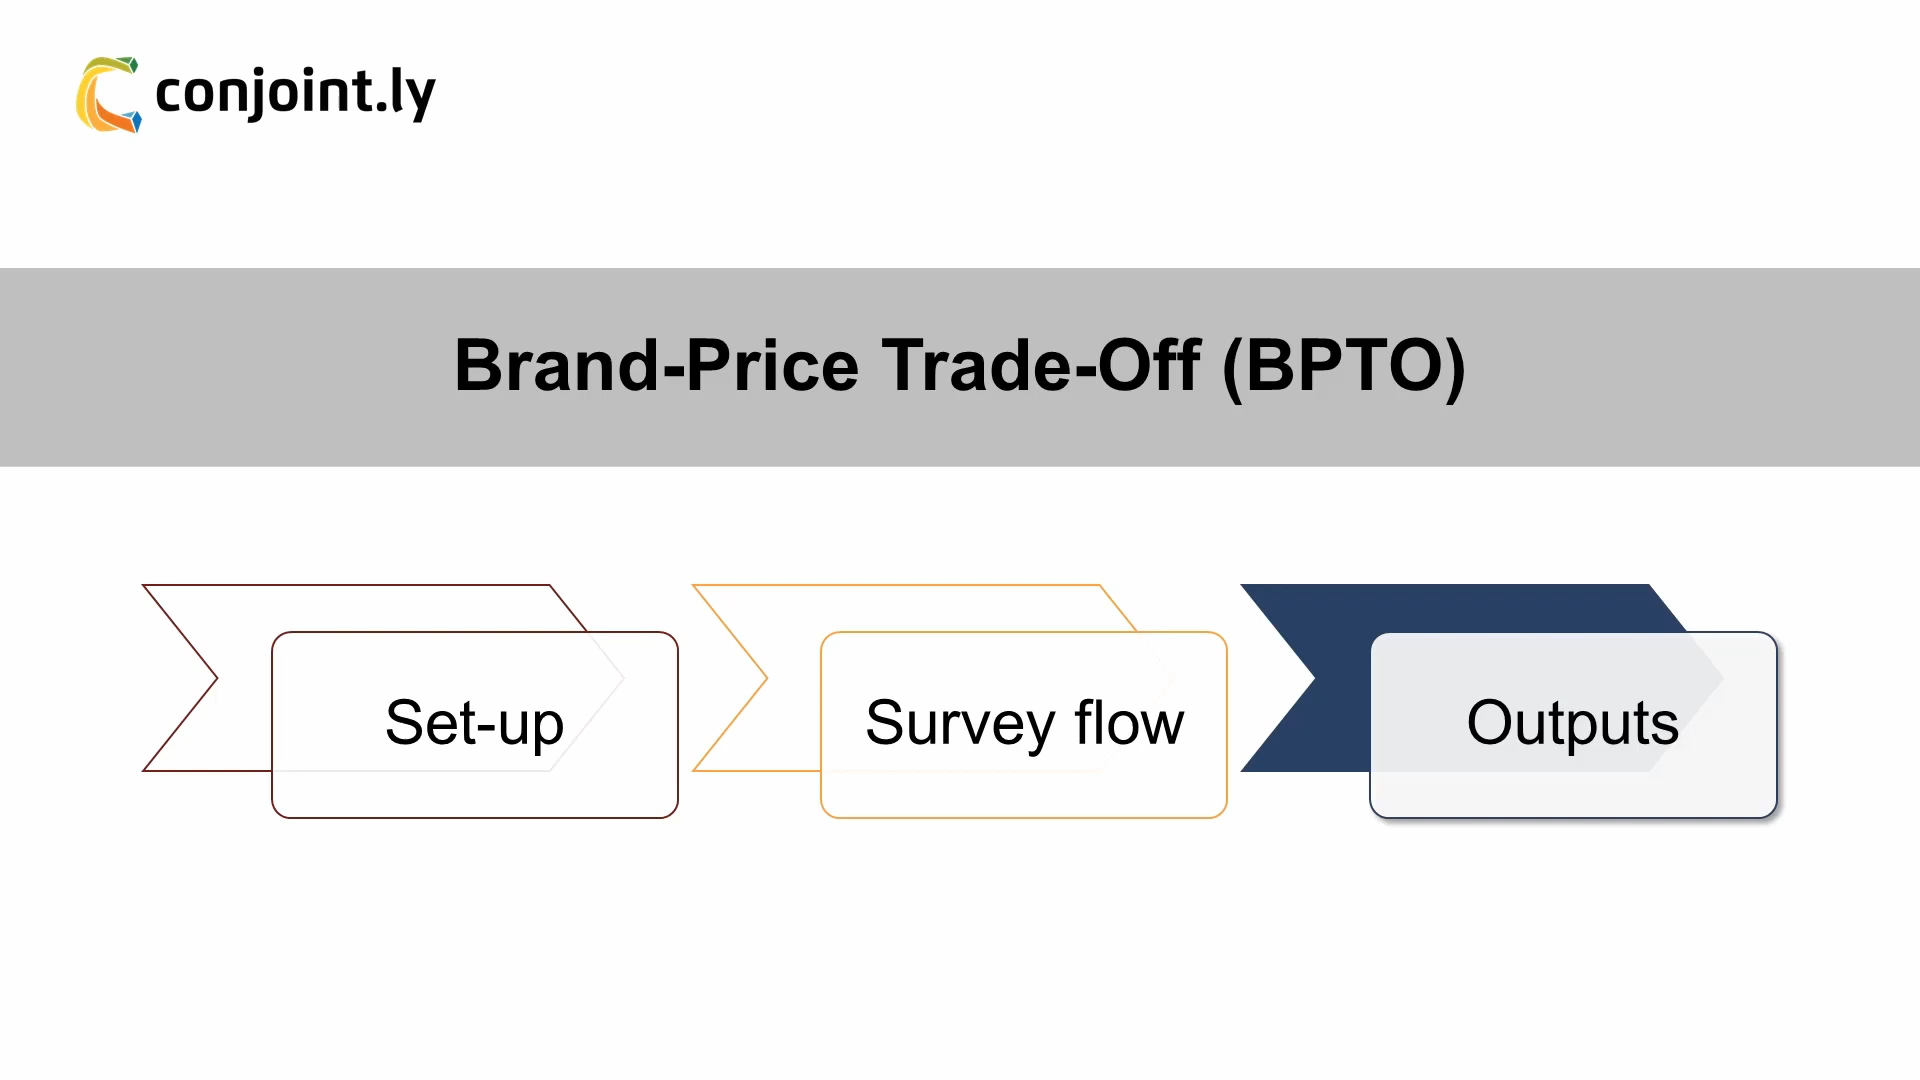 conjoint.ly
Brand-Price Trade-Off (BPTO)
Set-up
Survey flow
Outputs